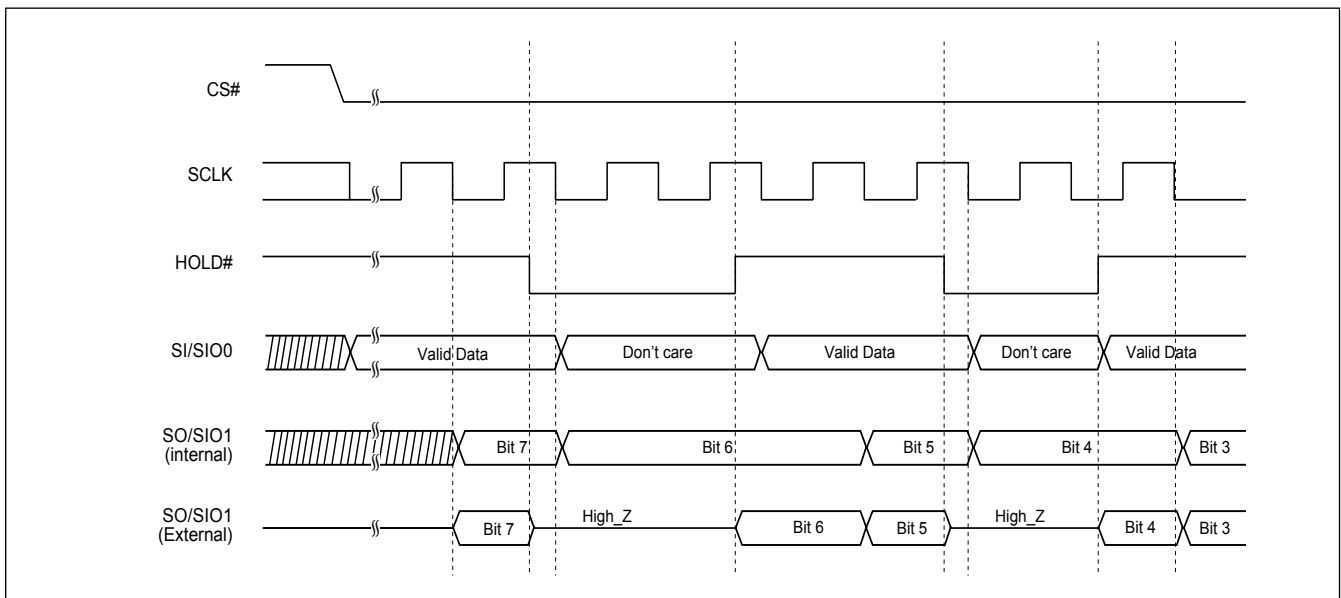 CS#
SCLK
HOLD#
SI/SIO0
Valid Data
Don't care
Valid Data
Don't care
Valid Data
SO/SIO1
(internal)
Bit 7
Bit 6
Bit 5
Bit 4
Bit 3
SO/SIO1
(External)
Bit 7
High_Z
Bit 6
Bit 5
High_Z
Bit 4
Bit 3